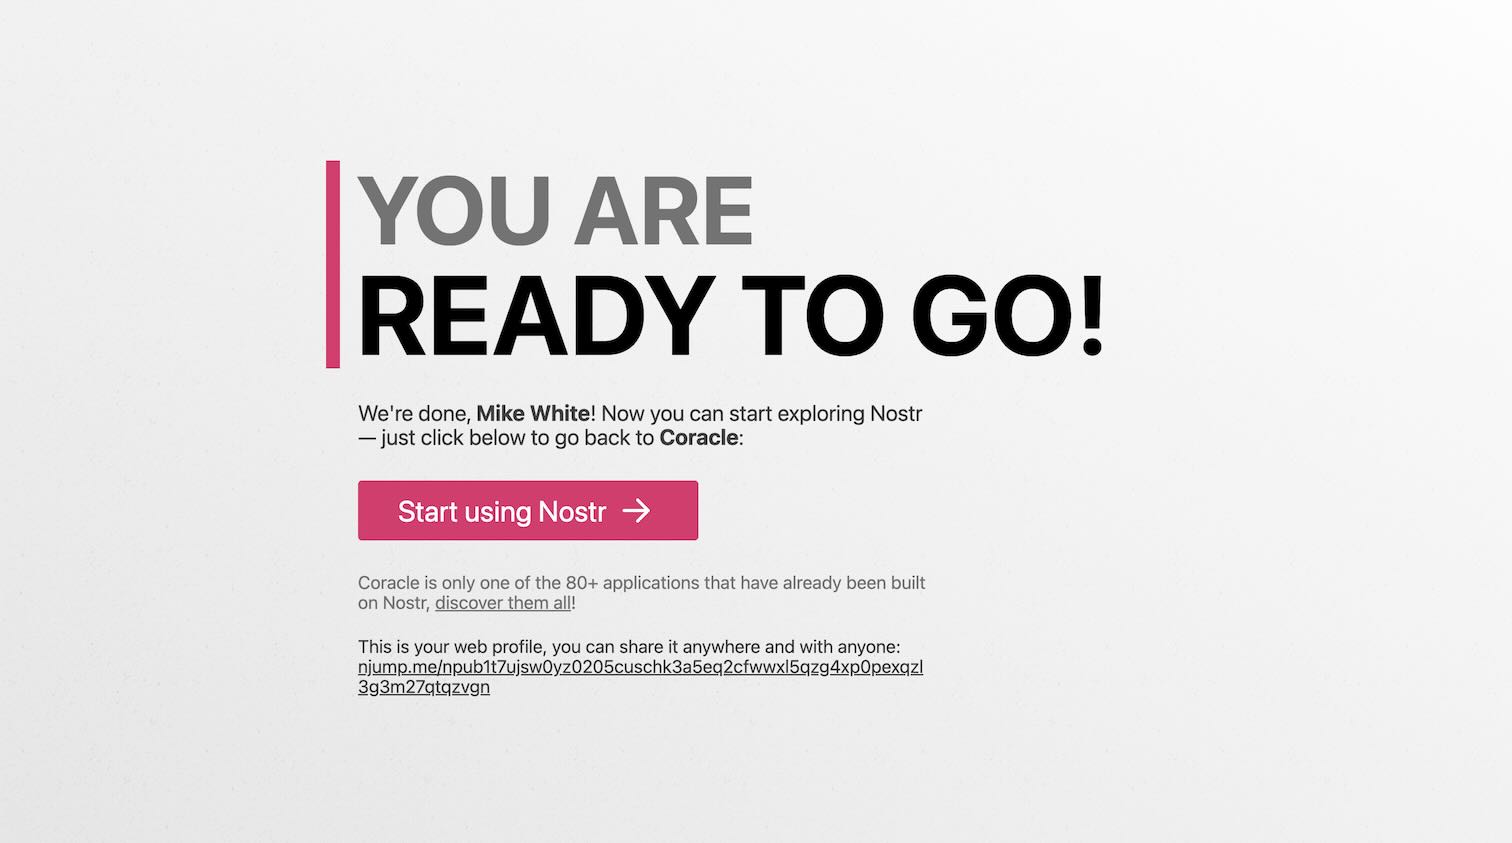 YOU ARE
READY TO GO!
We're done, Mike White! Now you can start exploring Nostr
— just click below to go back to Coracle:
Start using Nostr →
Coracle is only one of the 80+ applications that have already been built
on Nostr, discover them all!
This is your web profile, you can share it anywhere and with anyone:
njump.me/npub1t7ujsw0yz0205cuschk3a5eq2cfwwxl5qzg4xp0pexqzl
3g3m27qtqzvgn